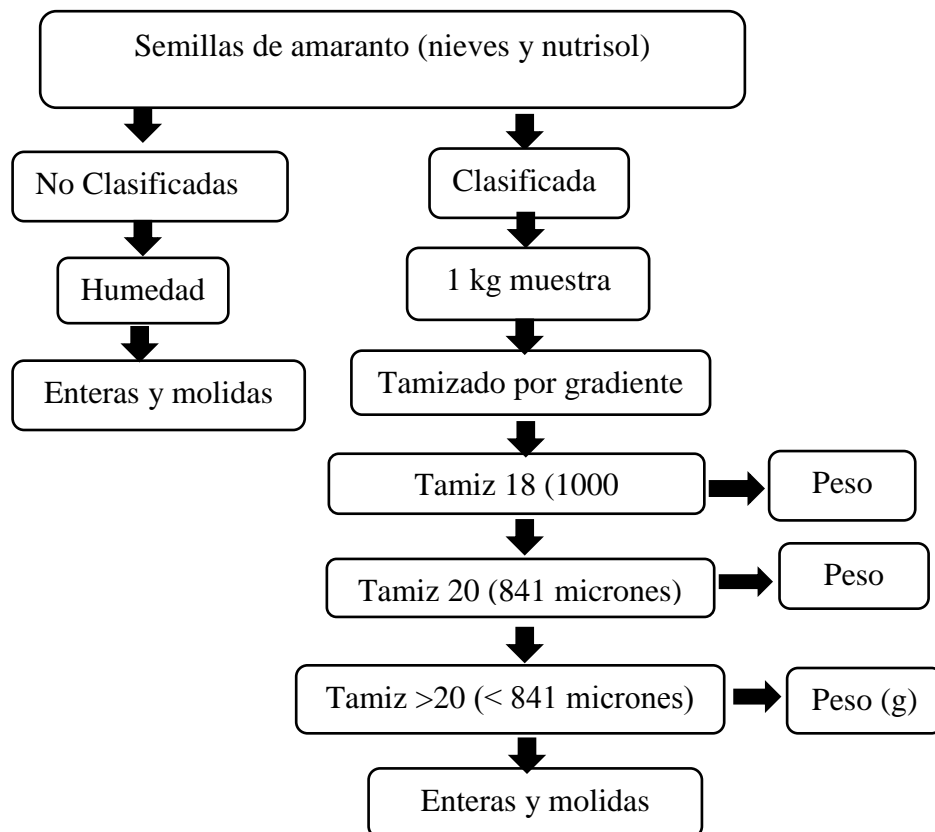 Semillas de amaranto (nieves y nutrisol)
No Clasificadas
Clasificada
Humedad
1 kg muestra
Enteras y molidas
Tamizado por gradiente
Tamiz 18 (1000
Peso
Tamiz 20 (841 micrones)
Peso
Tamiz >20 (< 841 micrones)
Peso (g)
Enteras y molidas